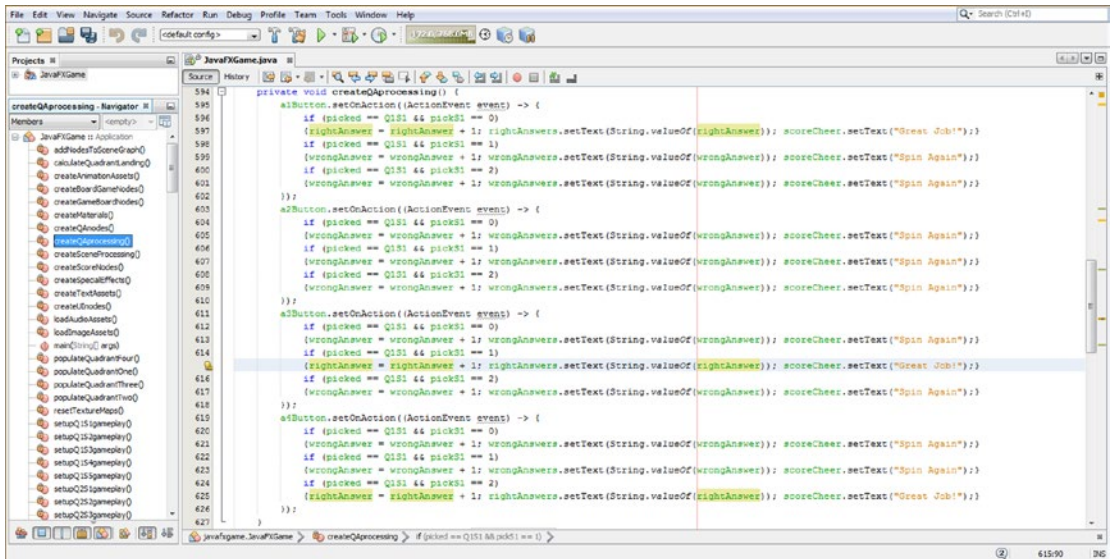 File Edit View Navigate Source Refactor Run Debug Profile Team Tools Window Help
Search (Ctrl+I)
<default config>
Projects
JavaFXGame
createQAprocessing - Navigator
Members
<empty>
JavaFXGame :: Application
addNodesToSceneGraph()
calculateQuadrantLanding()
createAnimationAssets()
createBoardGameNodes()
createGameBoardNodes()
createMaterials()
createQAnodes()
createQAprocessing()
createSceneProcessing()
createScoreNodes()
createSpecialEffects()
createTextAssets()
createUInodes()
loadAudioAssets()
loadImageAssets()
main(String[] args)
populateQuadrantFour()
populateQuadrantOne()
populateQuadrantThree()
populateQuadrantTwo()
resetTextureMaps()
setupQ1S1gameplay()
setupQ1S2gameplay()
setupQ1S3gameplay()
setupQ1S4gameplay()
setupQ1S5gameplay()
setupQ2S1gameplay()
setupQ2S2gameplay()
setupQ2S3gameplay()
JavaFXGame.java
Source History
594 private void createQAprocessing() {
595 a1Button.setOnAction((ActionEvent event) -> {
596 if (picked == Q1S1 && pickS1 == 0)
597 {rightAnswer = rightAnswer + 1; rightAnswers.setText(String.valueOf(rightAnswer)); scoreCheer.setText("Great Job!");}
598 if (picked == Q1S1 && pickS1 == 1)
599 {wrongAnswer = wrongAnswer + 1; wrongAnswers.setText(String.valueOf(wrongAnswer)); scoreCheer.setText("Spin Again");}
600 if (picked == Q1S1 && pickS1 == 2)
601 {wrongAnswer = wrongAnswer + 1; wrongAnswers.setText(String.valueOf(wrongAnswer)); scoreCheer.setText("Spin Again");}
602 });
603 a2Button.setOnAction((ActionEvent event) -> {
604 if (picked == Q1S1 && pickS1 == 0)
605 {wrongAnswer = wrongAnswer + 1; wrongAnswers.setText(String.valueOf(wrongAnswer)); scoreCheer.setText("Spin Again");}
606 if (picked == Q1S1 && pickS1 == 1)
607 {wrongAnswer = wrongAnswer + 1; wrongAnswers.setText(String.valueOf(wrongAnswer)); scoreCheer.setText("Spin Again");}
608 if (picked == Q1S1 && pickS1 == 2)
609 {wrongAnswer = wrongAnswer + 1; wrongAnswers.setText(String.valueOf(wrongAnswer)); scoreCheer.setText("Spin Again");}
610 });
611 a3Button.setOnAction((ActionEvent event) -> {
612 if (picked == Q1S1 && pickS1 == 0)
613 {wrongAnswer = wrongAnswer + 1; wrongAnswers.setText(String.valueOf(wrongAnswer)); scoreCheer.setText("Spin Again");}
614 if (picked == Q1S1 && pickS1 == 1)
{rightAnswer = rightAnswer + 1; rightAnswers.setText(String.valueOf(rightAnswer)); scoreCheer.setText("Great Job!");}
616 if (picked == Q1S1 && pickS1 == 2)
617 {wrongAnswer = wrongAnswer + 1; wrongAnswers.setText(String.valueOf(wrongAnswer)); scoreCheer.setText("Spin Again");}
618 });
619 a4Button.setOnAction((ActionEvent event) -> {
620 if (picked == Q1S1 && pickS1 == 0)
621 {wrongAnswer = wrongAnswer + 1; wrongAnswers.setText(String.valueOf(wrongAnswer)); scoreCheer.setText("Spin Again");}
622 if (picked == Q1S1 && pickS1 == 1)
623 {wrongAnswer = wrongAnswer + 1; wrongAnswers.setText(String.valueOf(wrongAnswer)); scoreCheer.setText("Spin Again");}
624 if (picked == Q1S1 && pickS1 == 2)
625 {rightAnswer = rightAnswer + 1; rightAnswers.setText(String.valueOf(rightAnswer)); scoreCheer.setText("Great Job!");}
626 });
627 }
javafxgame.JavaFXGame > createQAprocessing > if (picked == Q1S1 && pickS1 == 1) >
615:90 INS